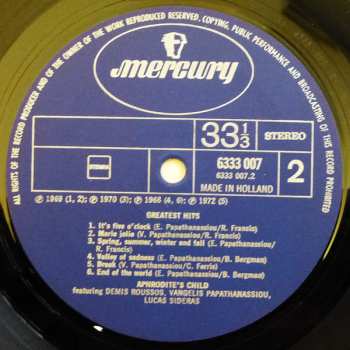 ALL RIGHTS OF THE RECORD PRODUCER AND OF THE OWNER OF THE WORK REPRODUCED RESERVED. COPYING, PUBLIC PERFORMANCE AND BROADCASTING OF THIS RECORD PROHIBITED
mercury
33 1/3
STEREO
6333 007
6333 007.2
MADE IN HOLLAND
2
℗ 1969 (1, 2); ℗ 1970 (3); ℗ 1968 (4, 6); ℗ 1972 (5)
GREATEST HITS
1. It's five o'clock (E. Papathanassiou/R. Francis)
2. Marie jolie (V. Papathanassiou/R. Francis)
3. Spring, summer, winter and fall (E. Papathanassiou/R. Francis)
4. Valley of sadness (E. Papathanassiou/B. Bergman)
5. Break (V. Papathanassiou/C. Ferris)
6. End of the world (E. Papathanassiou/B. Bergman)
APHRODITE'S CHILD
featuring DEMIS ROUSSOS, VANGELIS PAPATHANASSIOU,
LUCAS SIDERAS